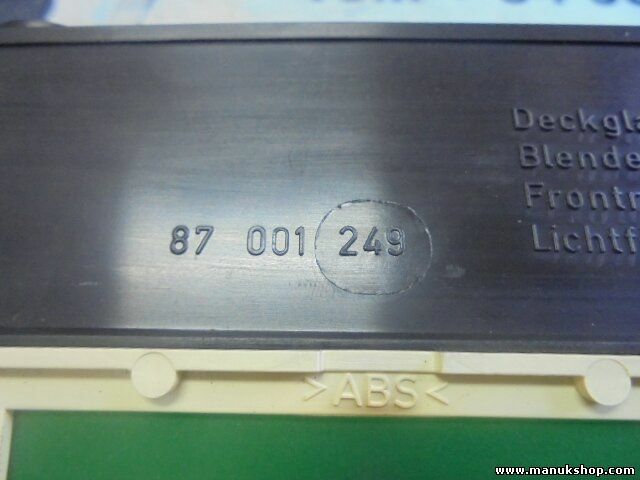 87 001 249
Deckgla
Blende
Frontr
Lichtf
>ABS<
www.manukshop.com